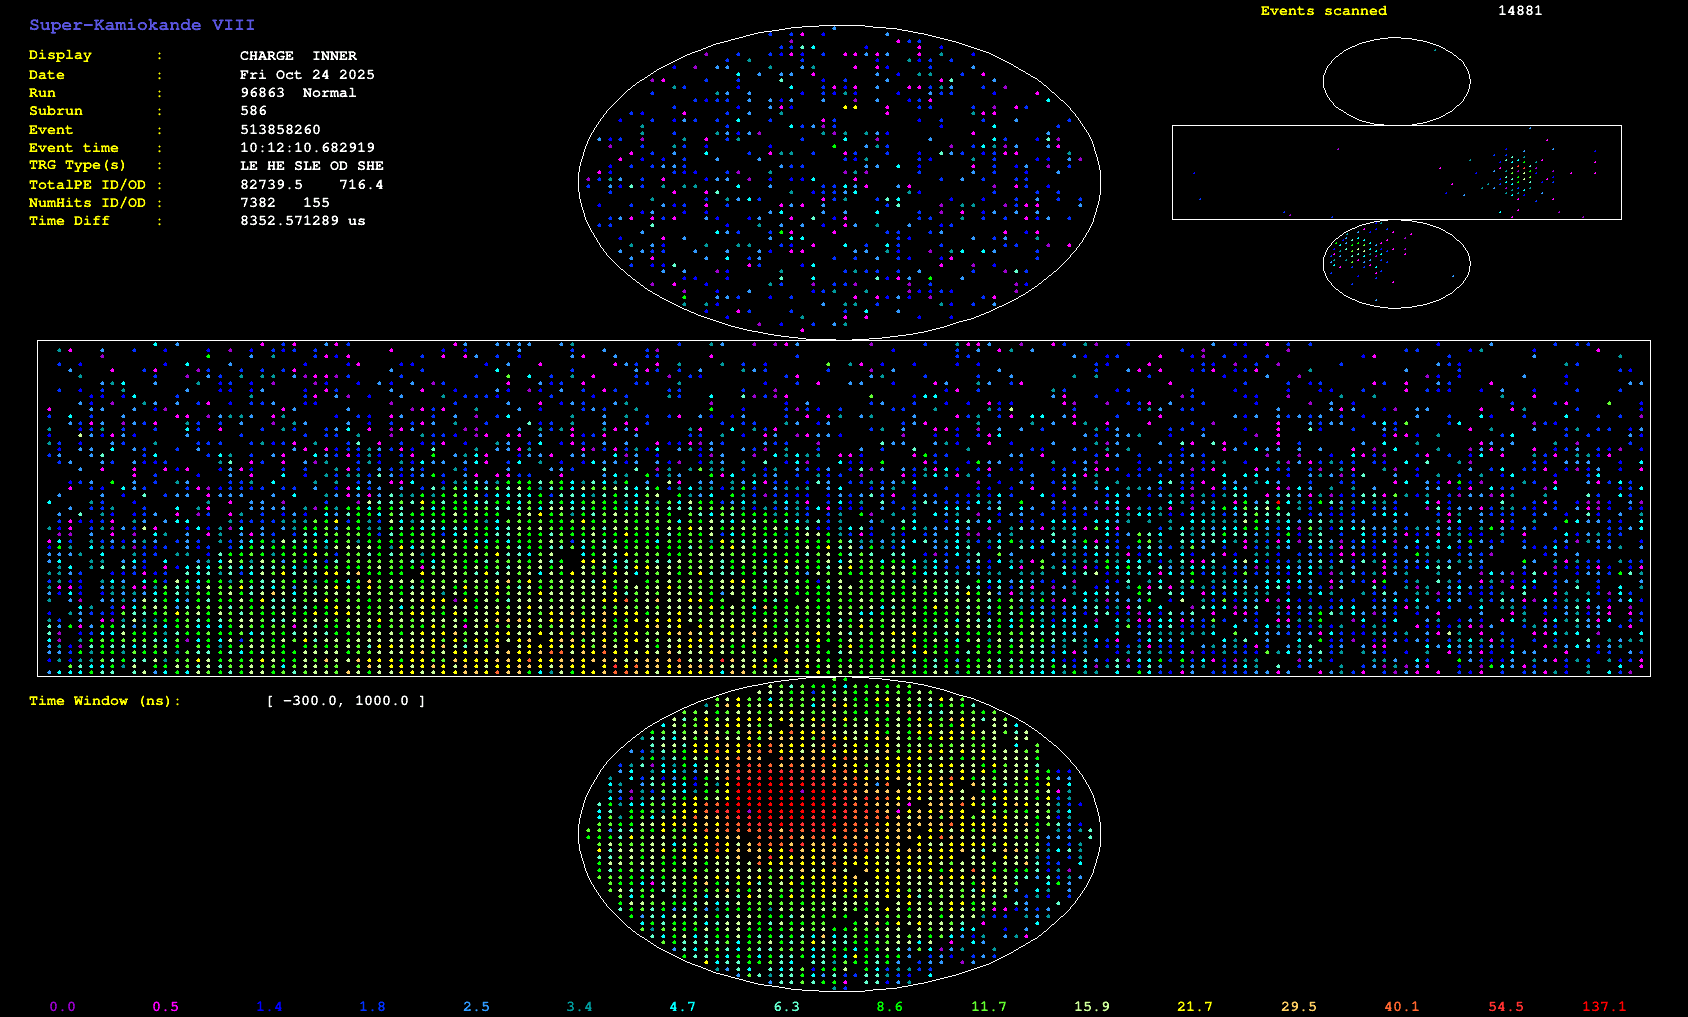 Super-Kamiokande VIII
Events scanned 14881
Display : CHARGE INNER
Date : Fri Oct 24 2025
Run : 96863 Normal
Subrun : 586
Event : 513858260
Event time : 10:12:10.682919
TRG Type(s) : LE HE SLE OD SHE
TotalPE ID/OD : 82739.5 716.4
NumHits ID/OD : 7382 155
Time Diff : 8352.571289 us
Time Window (ns): [ -300.0, 1000.0 ]
0.0 0.5 1.4 1.8 2.5 3.4 4.7 6.3 8.6 11.7 15.9 21.7 29.5 40.1 54.5 137.1